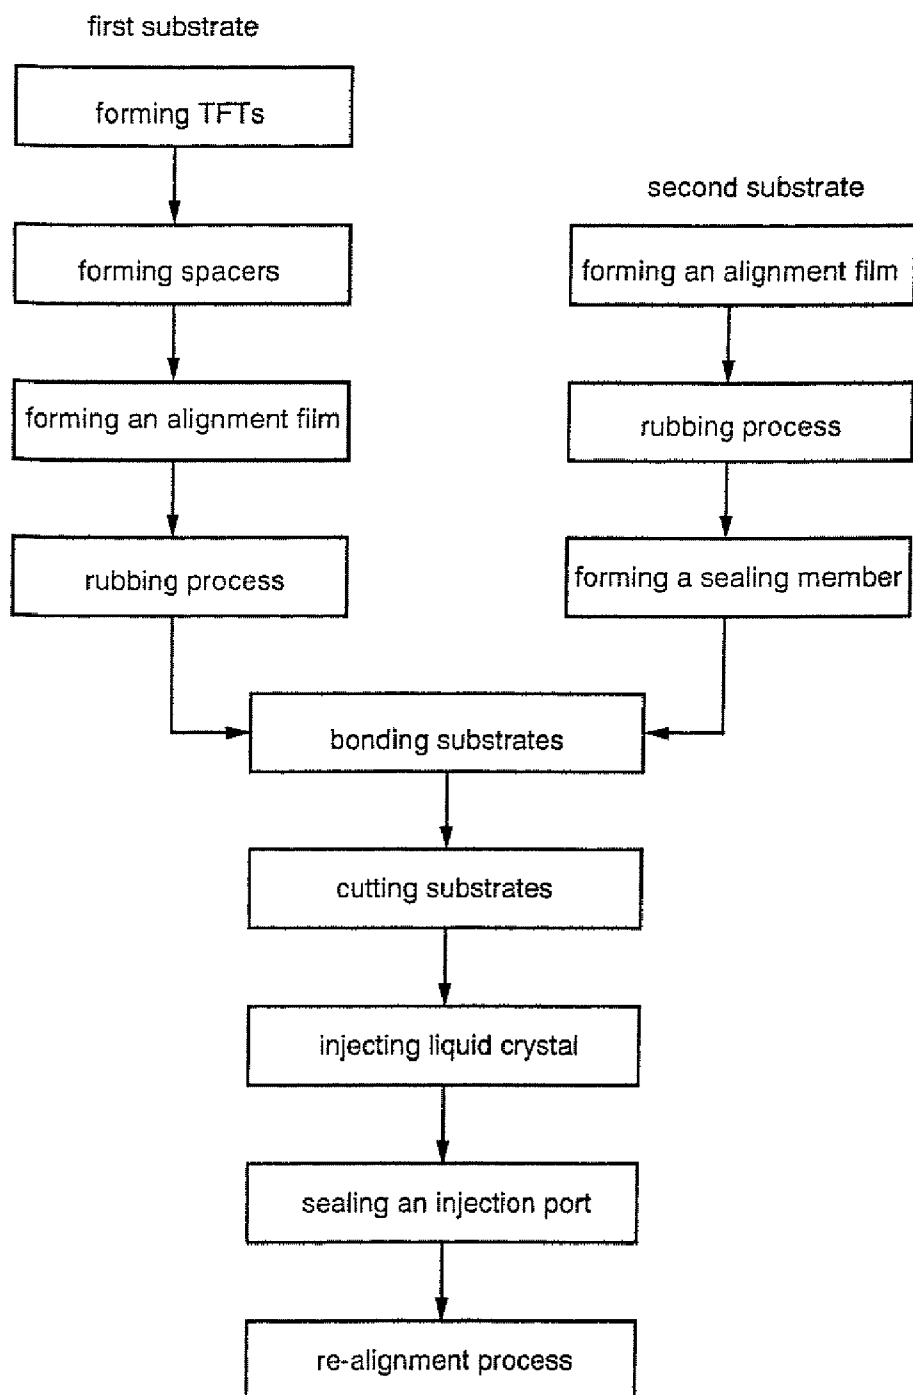 first substrate
forming TFTs
second substrate
forming spacers
forming an alignment film
forming an alignment film
rubbing process
rubbing process
forming a sealing member
bonding substrates
cutting substrates
injecting liquid crystal
sealing an injection port
re-alignment process